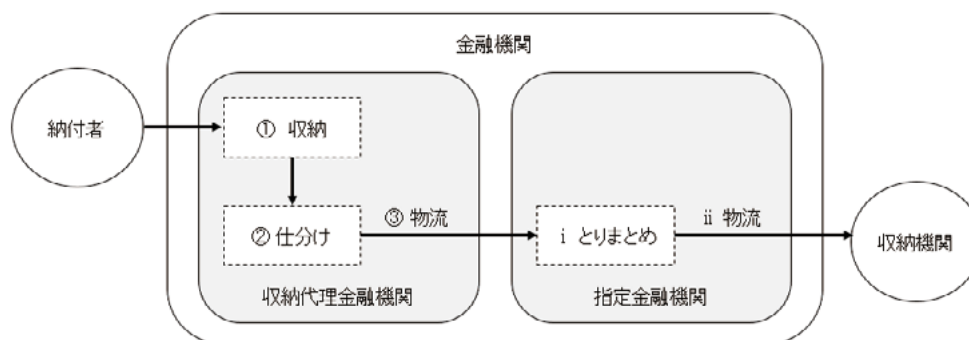 金融機関
納付者
① 収納
② 仕分け
③ 物流
ⅰ とりまとめ
ⅱ 物流
収納機関
収納代理金融機関
指定金融機関